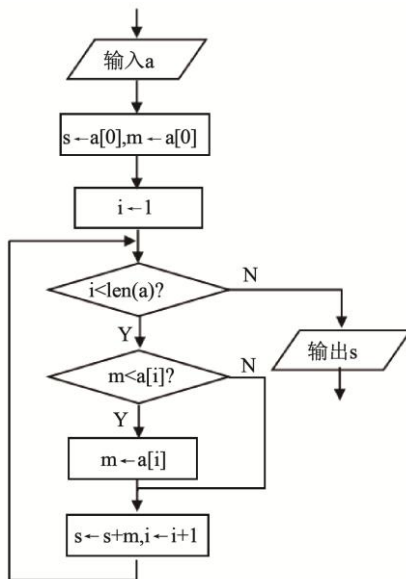 输入a
s←a[0],m←a[0]
i←1
i<len(a)?
N
Y
输出s
m<a[i]?
N
Y
m←a[i]
s←s+m,i←i+1